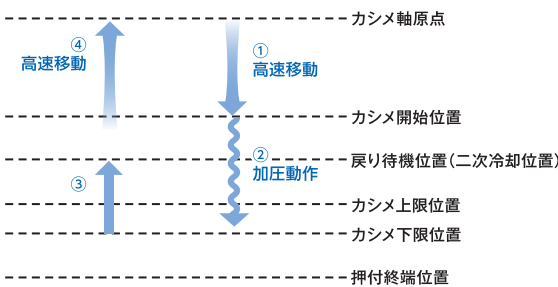 カシメ軸原点
④
高速移動
①
高速移動
カシメ開始位置
②
加圧動作
戻り待機位置(二次冷却位置)
③
カシメ上限位置
カシメ下限位置
押付終端位置